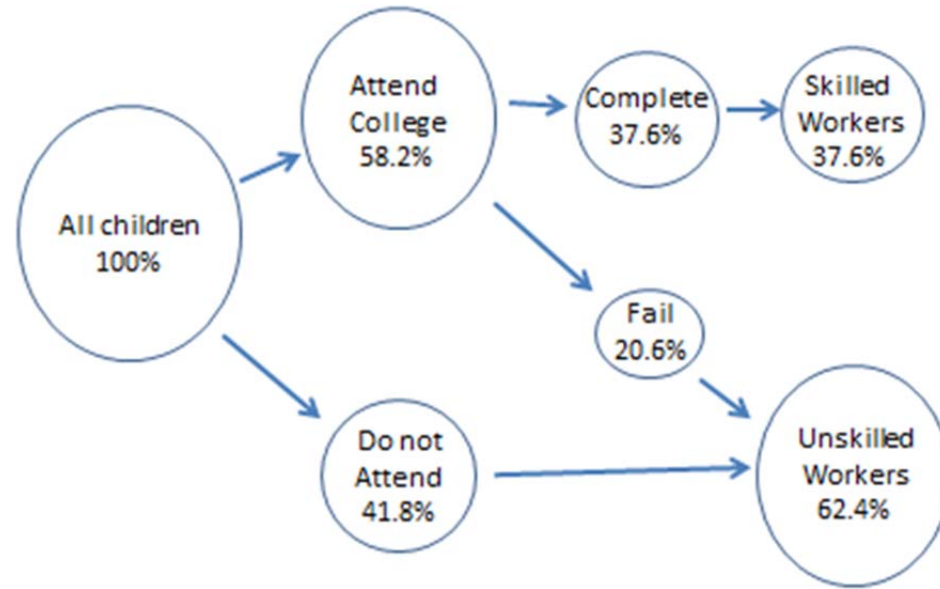 All children
100%
Attend
College
58.2%
Complete
37.6%
Skilled
Workers
37.6%
Fail
20.6%
Do not
Attend
41.8%
Unskilled
Workers
62.4%